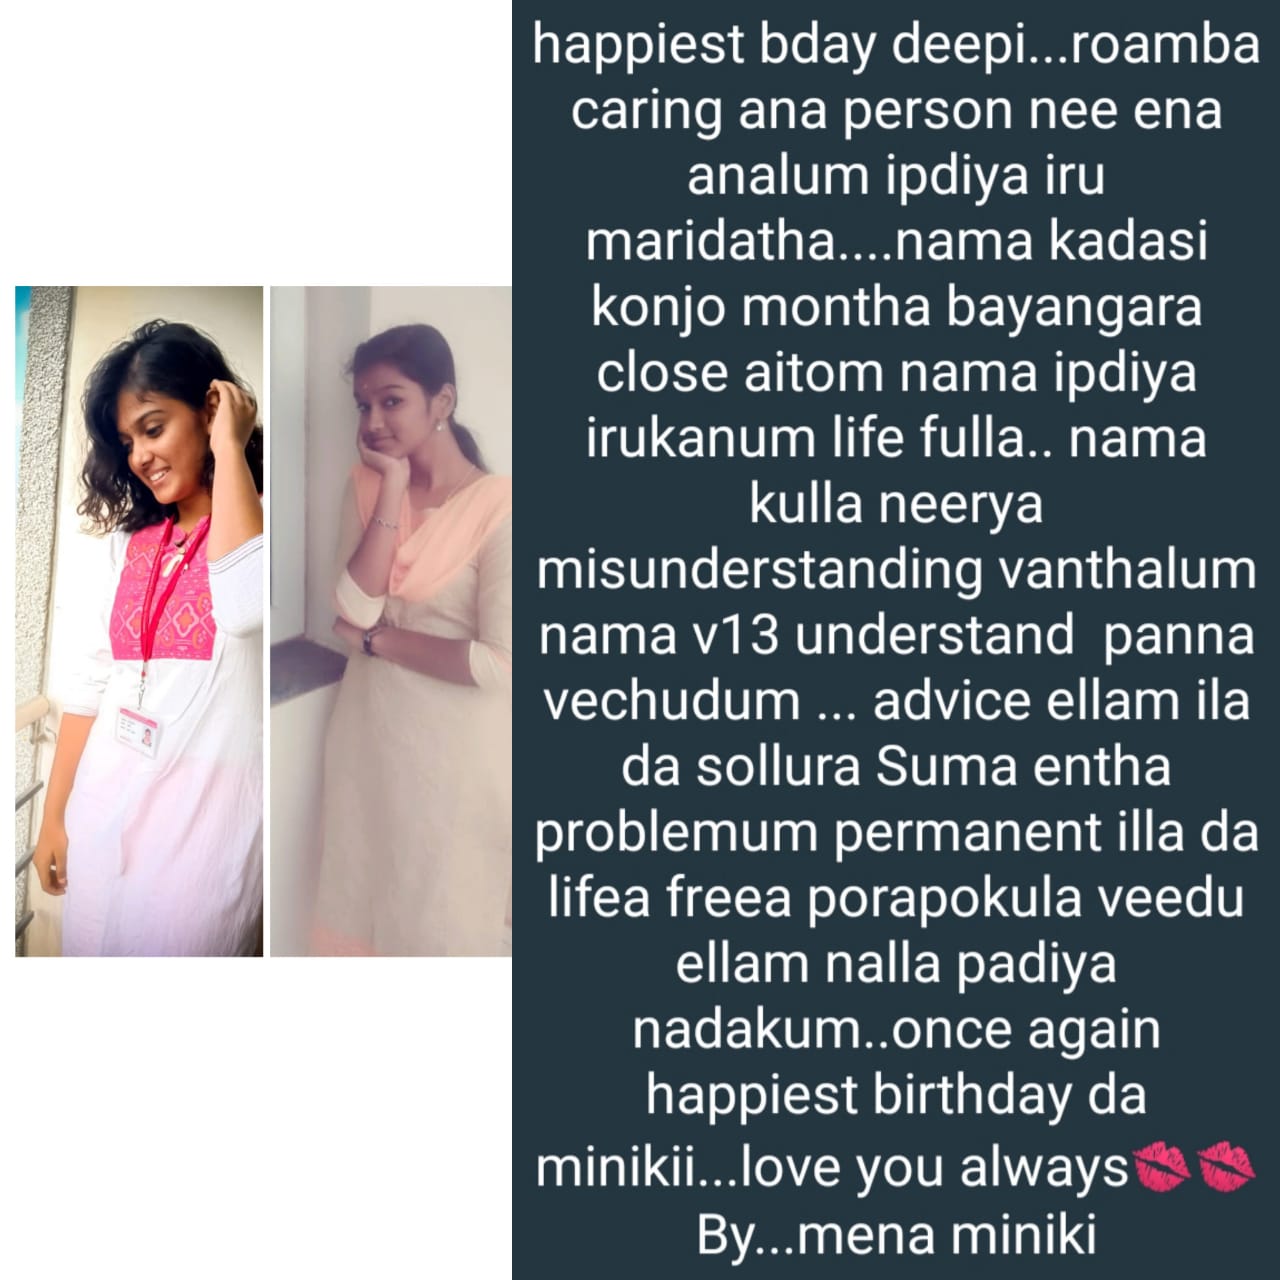 happiest bday deepi...roamba
caring ana person nee ena
analum ipdiya iru
maridatha....nama kadasi
konjo montha bayangara
close aitom nama ipdiya
irukanum life fulla.. nama
kulla neerya
misunderstanding vanthalum
nama v13 understand  panna
vechudum ... advice ellam ila
da sollura Suma entha
problemum permanent illa da
lifea freea porapokula veedu
ellam nalla padiya
nadakum..once again
happiest birthday da
minikii...love you always💋💋
By...mena miniki